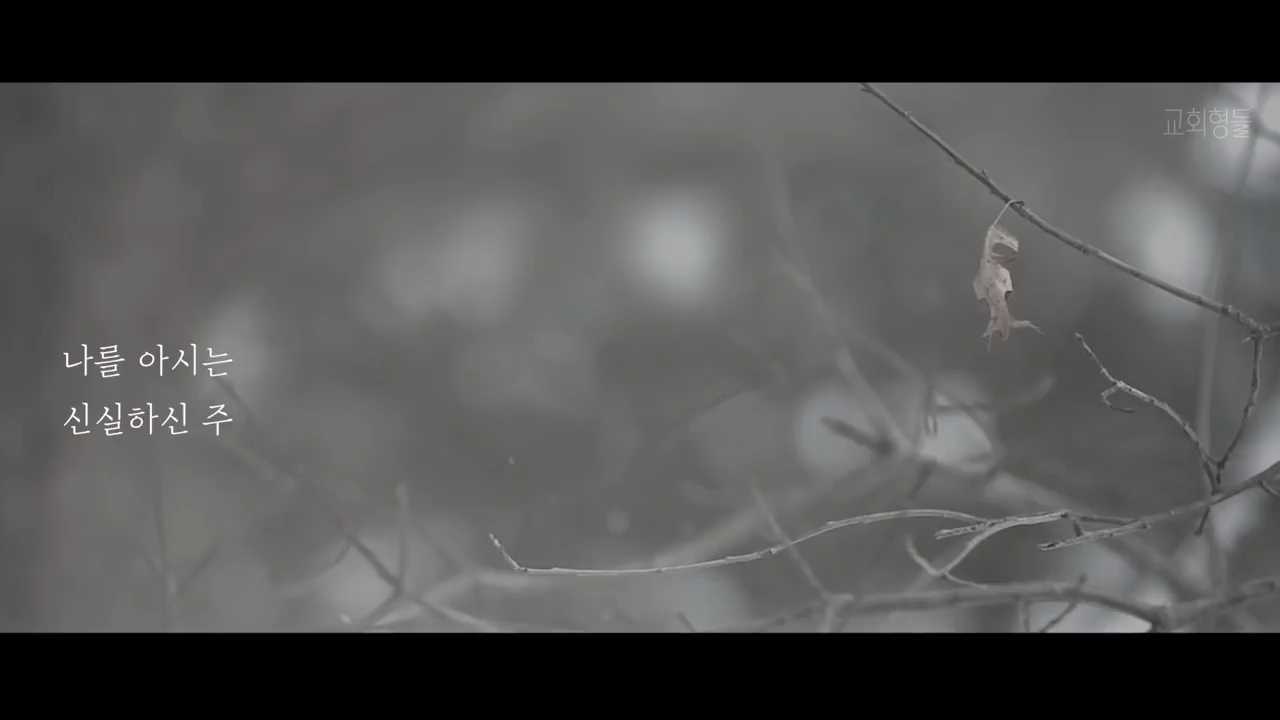 교회형들
나를 아시는
신실하신 주